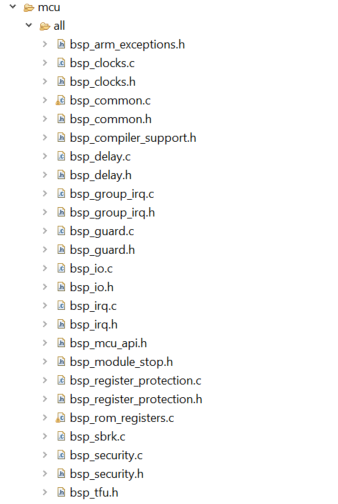 mcu
all
bsp_arm_exceptions.h
bsp_clocks.c
bsp_clocks.h
bsp_common.c
bsp_common.h
bsp_compiler_support.h
bsp_delay.c
bsp_delay.h
bsp_group_irq.c
bsp_group_irq.h
bsp_guard.c
bsp_guard.h
bsp_io.c
bsp_io.h
bsp_irq.c
bsp_irq.h
bsp_mcu_api.h
bsp_module_stop.h
bsp_register_protection.c
bsp_register_protection.h
bsp_rom_registers.c
bsp_sbrk.c
bsp_security.c
bsp_security.h
bsp_tfu.h